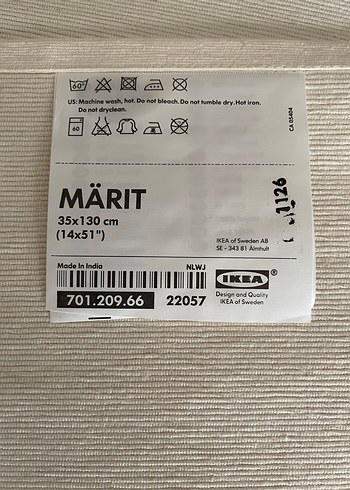 60°
US: Machine wash, hot. Do not bleach. Do not tumble dry. Hot iron.
Do not dryclean.
60
CA 05404
MÄRIT
35x130 cm
(14x51")
1126
IKEA of Sweden AB
SE - 343 81 Älmhult
Made In India
NLWJ
IKEA®
701.209.66
22057
Design and Quality
IKEA of Sweden